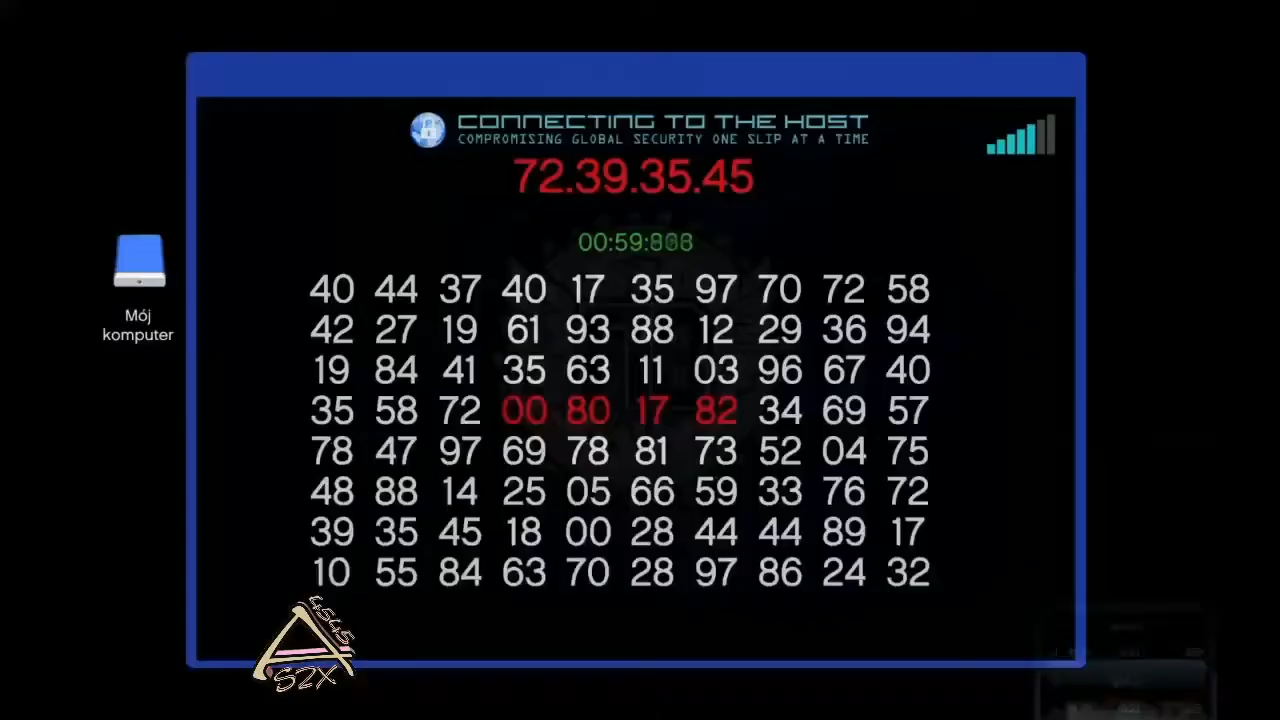 CONNECTING TO THE HOST
COMPROMISING GLOBAL SECURITY ONE SLIP AT A TIME
72.39.35.45
Mój
komputer
40 44 37 40 17 35 97 70 72 58
42 27 19 61 93 88 12 29 36 94
19 84 41 35 63 11 03 96 67 40
35 58 72 00 80 17 82 34 69 57
78 47 97 69 78 81 73 52 04 75
48 88 14 25 05 66 59 33 76 72
39 35 45 18 00 28 44 44 89 17
10 55 84 63 70 28 97 86 24 32
4545
A
S2X